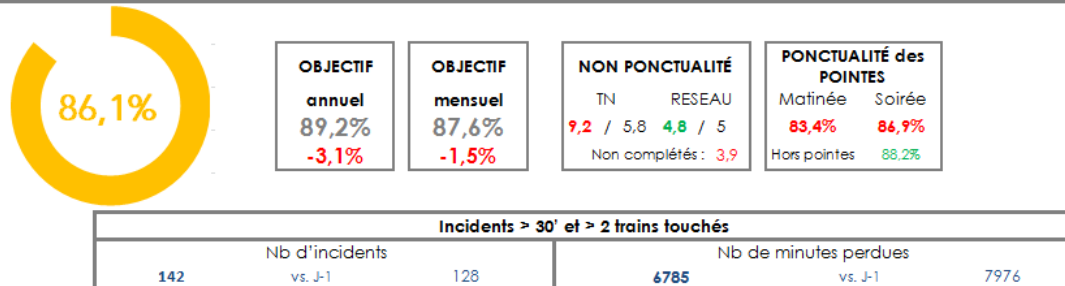 86,1%
OBJECTIF
annuel
89,2%
-3,1%
OBJECTIF
mensuel
87,6%
-1,5%
NON PONCTUALITÉ
TN RESEAU
9,2 / 5,8 4,8 / 5
Non complétés : 3,9
PONCTUALITÉ des
POINTES
Matinée Soirée
83,4% 86,9%
Hors pointes 88,2%
Incidents > 30' et > 2 trains touchés
Nb d'incidents Nb de minutes perdues
142 vs. J-1 128 6785 vs. J-1 7976